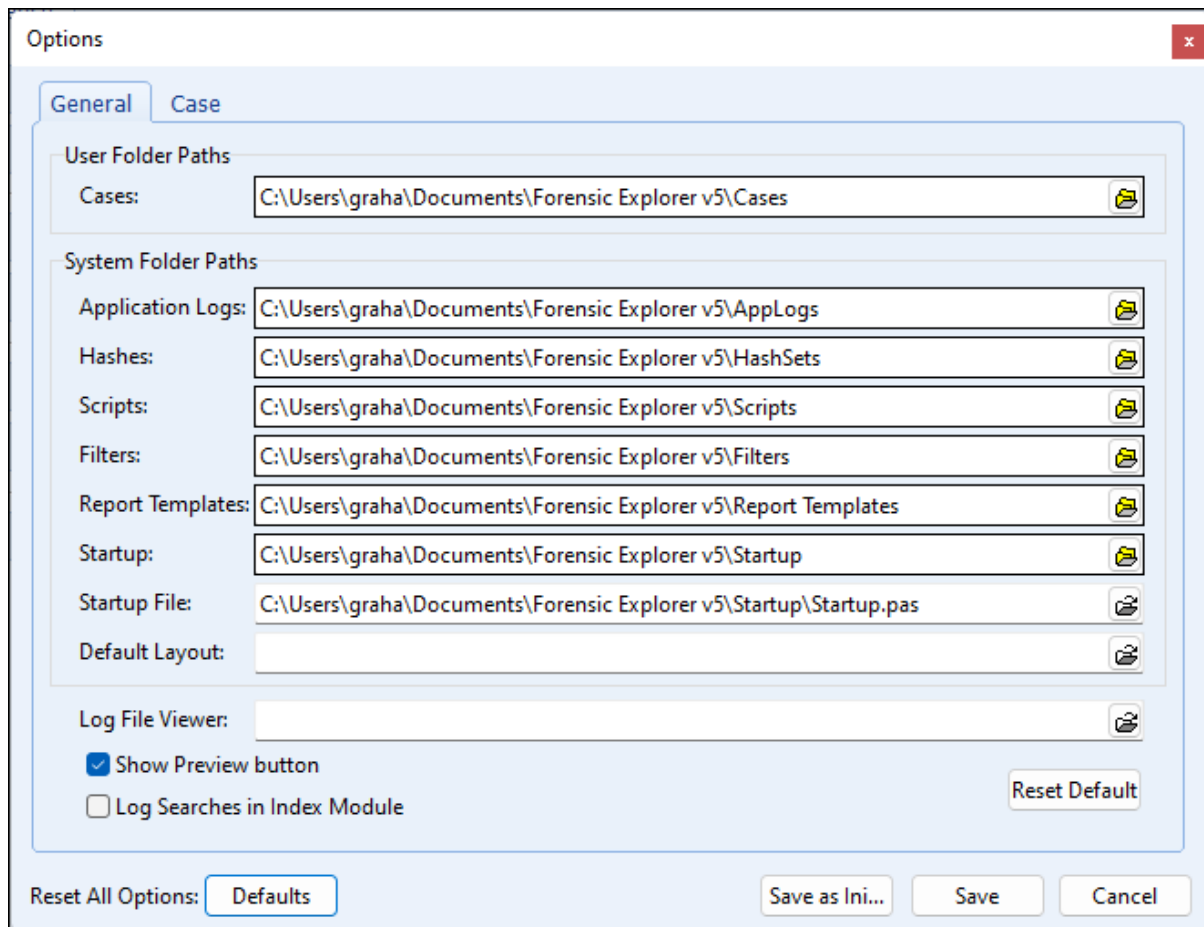 Options
x
General Case
User Folder Paths
Cases: C:\Users\graha\Documents\Forensic Explorer v5\Cases
System Folder Paths
Application Logs: C:\Users\graha\Documents\Forensic Explorer v5\AppLogs
Hashes: C:\Users\graha\Documents\Forensic Explorer v5\HashSets
Scripts: C:\Users\graha\Documents\Forensic Explorer v5\Scripts
Filters: C:\Users\graha\Documents\Forensic Explorer v5\Filters
Report Templates: C:\Users\graha\Documents\Forensic Explorer v5\Report Templates
Startup: C:\Users\graha\Documents\Forensic Explorer v5\Startup
Startup File: C:\Users\graha\Documents\Forensic Explorer v5\Startup\Startup.pas
Default Layout:
Log File Viewer:
Show Preview button
Log Searches in Index Module
Reset Default
Reset All Options: Defaults Save as Ini... Save Cancel